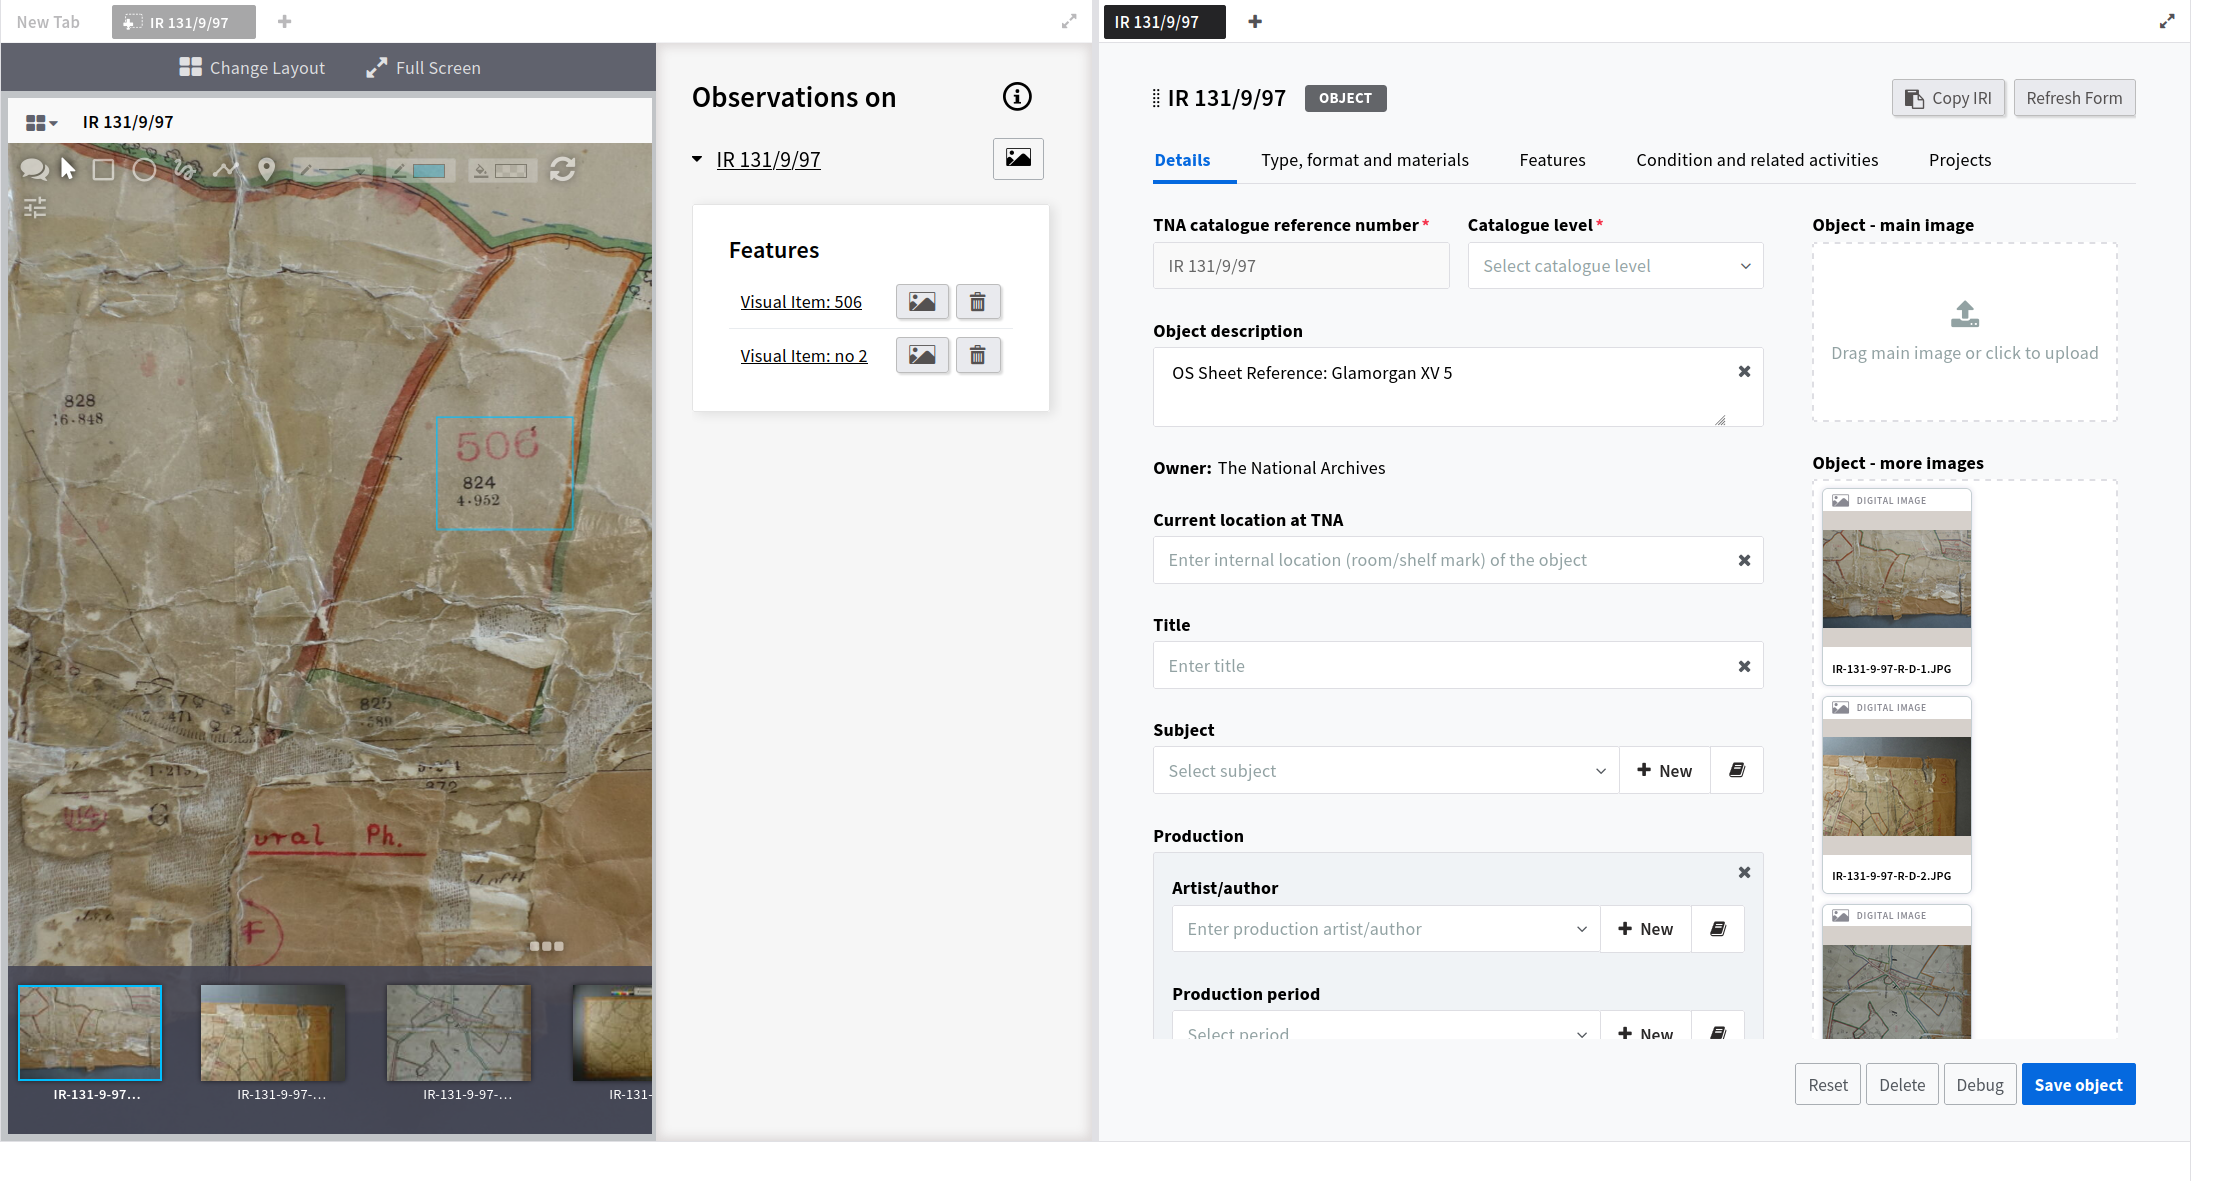 New Tab
IR 131/9/97
IR 131/9/97
Change Layout
Full Screen
IR 131/9/97
828
16·848
506
824
4·952
825
·589
·471
1·215
872
ural Ph.
F
IR-131-9-97...
IR-131-9-97-...
IR-131-9-97-...
IR-131-
Observations on
IR 131/9/97
Features
Visual Item: 506
Visual Item: no 2
IR 131/9/97
OBJECT
Copy IRI
Refresh Form
Details
Type, format and materials
Features
Condition and related activities
Projects
TNA catalogue reference number *
IR 131/9/97
Catalogue level *
Select catalogue level
Object description
OS Sheet Reference: Glamorgan XV 5
Owner: The National Archives
Current location at TNA
Enter internal location (room/shelf mark) of the object
Title
Enter title
Subject
Select subject
New
Production
Artist/author
Enter production artist/author
New
Production period
Select period
New
Object - main image
Drag main image or click to upload
Object - more images
DIGITAL IMAGE
IR-131-9-97-R-D-1.JPG
DIGITAL IMAGE
IR-131-9-97-R-D-2.JPG
DIGITAL IMAGE
Reset
Delete
Debug
Save object